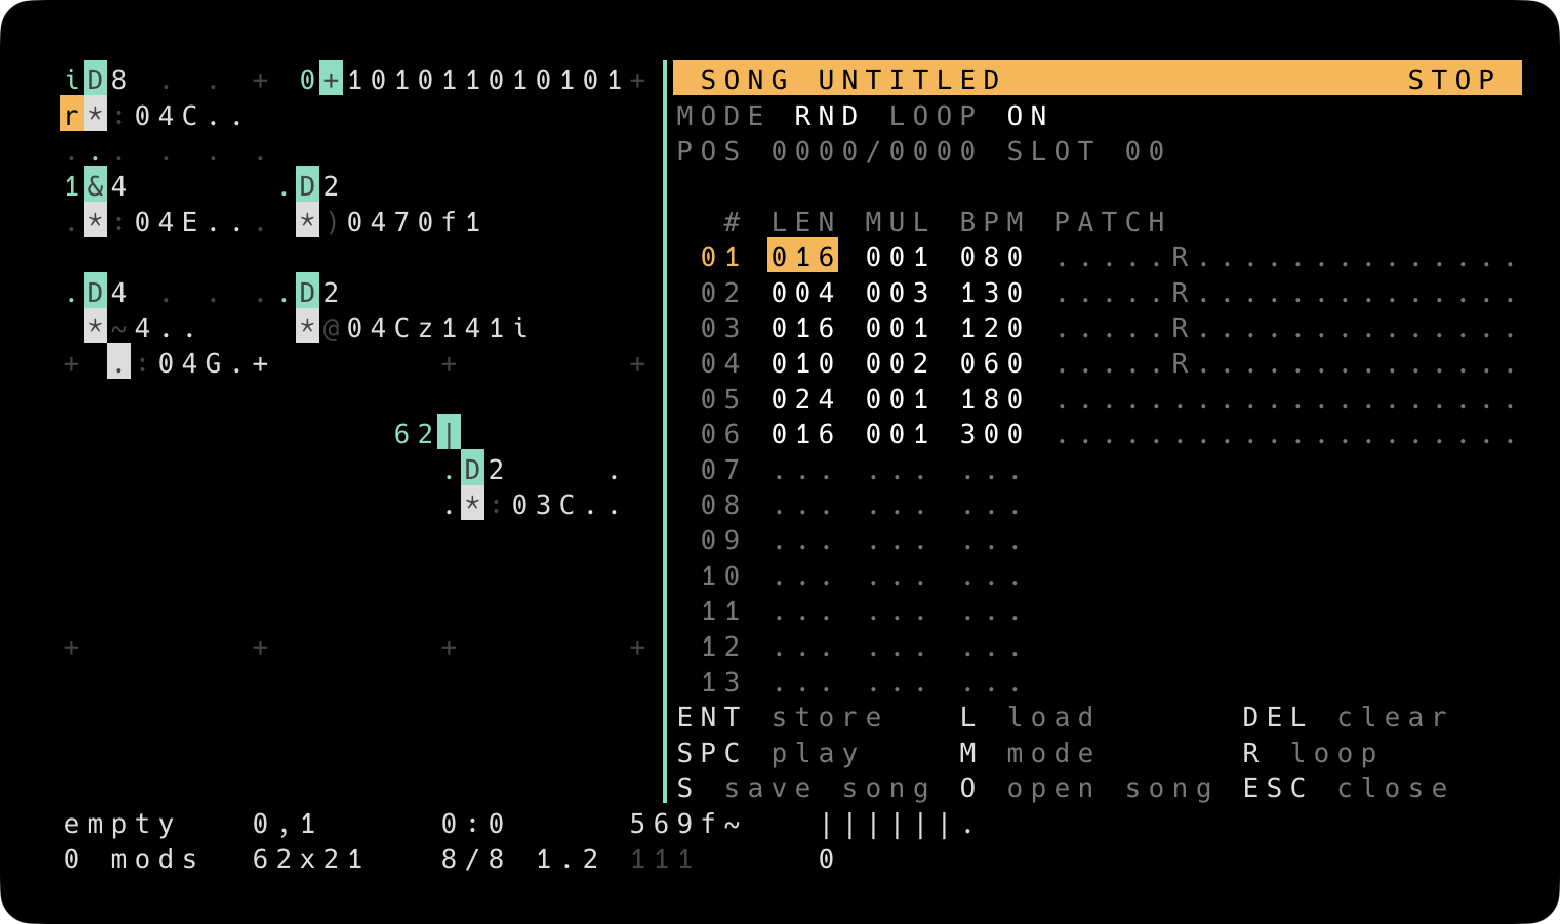 iD8 . . + 0+101011010101+
r*:04C..
... . . .
1&4 .D2
.*:04E... *)0470f1
.D4 . . ..D2
*~4.. *@04Cz141i
+ .:04G.+ + +
62|
.D2 .
.*:03C..
+ + + +
SONG UNTITLED STOP
MODE RND LOOP ON
POS 0000/0000 SLOT 00
# LEN MUL BPM PATCH
01 016 001 080 .....R..............
02 004 003 130 .....R..............
03 016 001 120 .....R..............
04 010 002 060 .....R..............
05 024 001 180 ....................
06 016 001 300 ....................
07 ... ... ...
08 ... ... ...
09 ... ... ...
10 ... ... ...
11 ... ... ...
12 ... ... ...
13 ... ... ...
ENT store L load DEL clear
SPC play M mode R loop
S save song O open song ESC close
empty 0,1 0:0 569f~ ||||||.
0 mods 62x21 8/8 1.2 111 0